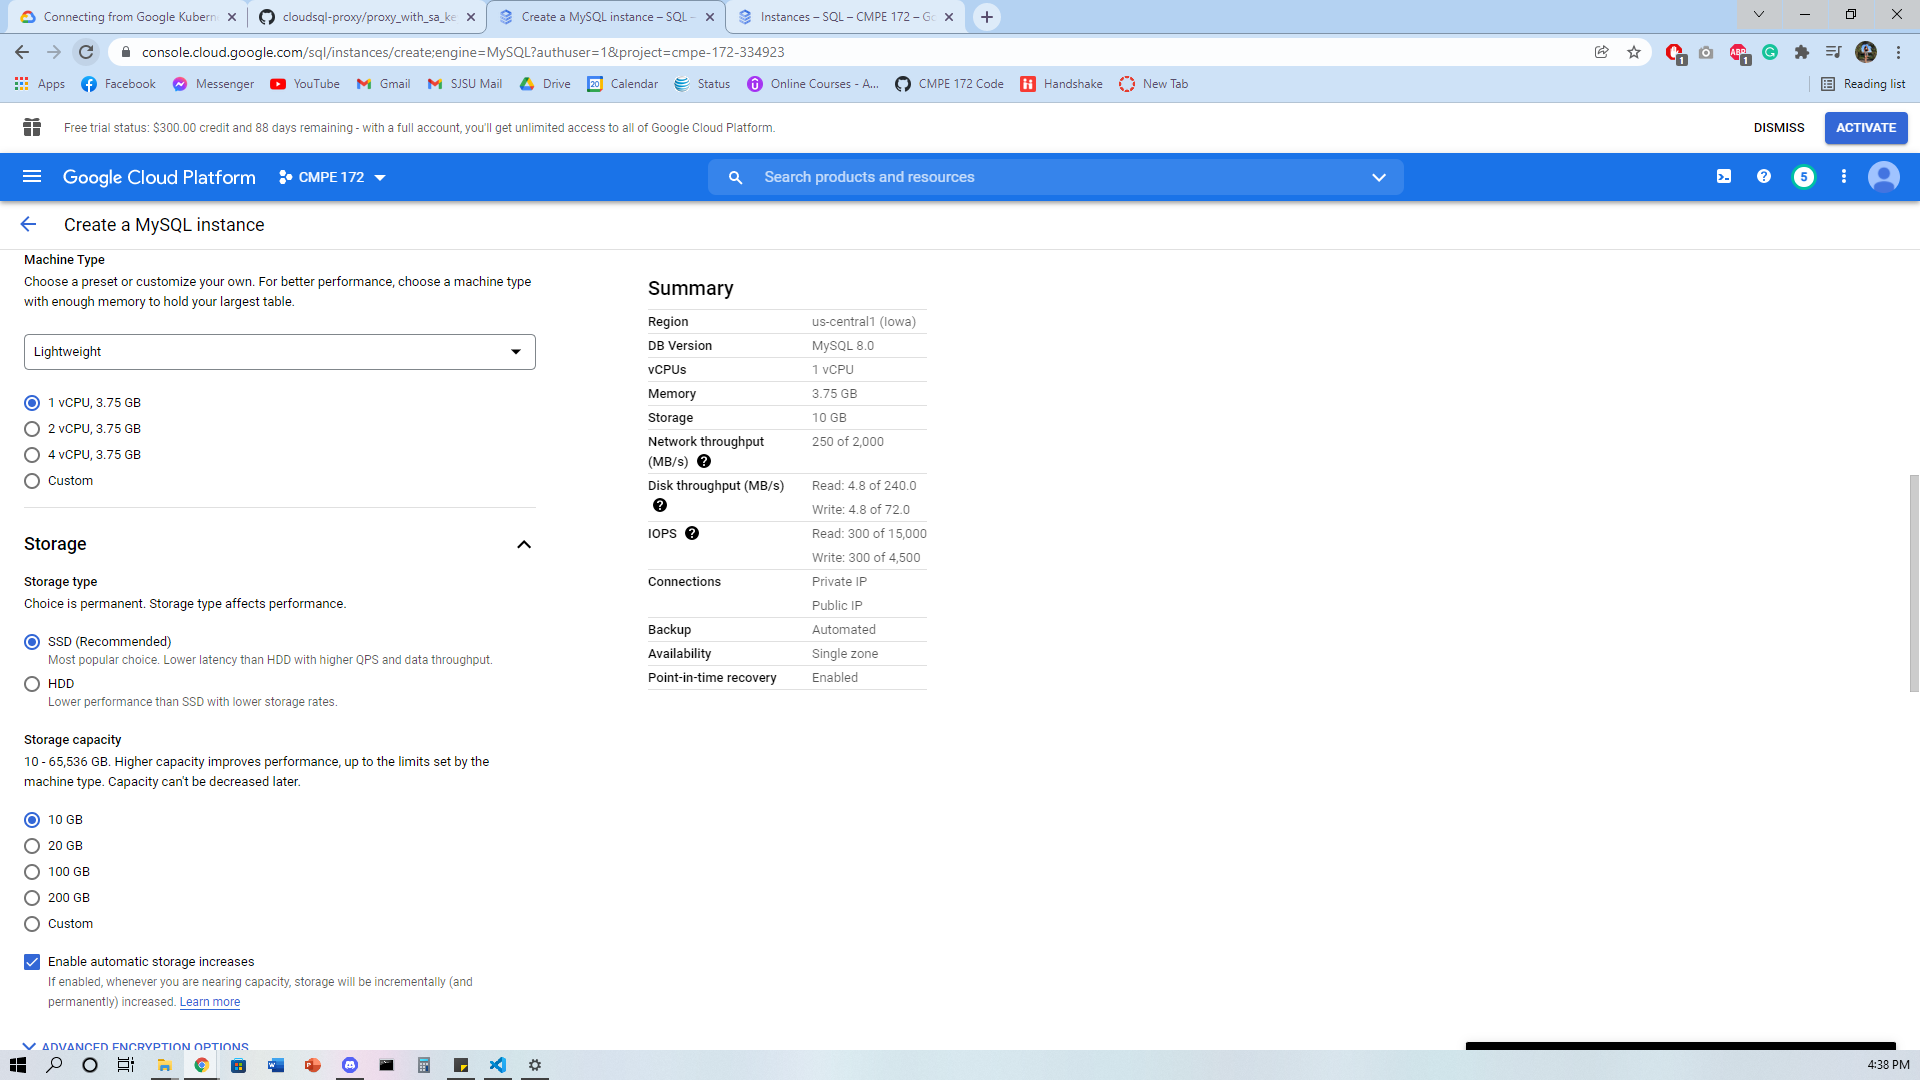 Connecting from Google Kubern
cloudsql-proxy/proxy_with_sa_ke
Create a MySQL instance – SQL –
Instances – SQL – CMPE 172 – Go
console.cloud.google.com/sql/instances/create;engine=MySQL?authuser=1&project=cmpe-172-334923
1
ABP
1
Apps
Facebook
Messenger
YouTube
Gmail
SJSU Mail
Drive
20
Calendar
Status
Online Courses - A...
CMPE 172 Code
Handshake
New Tab
Reading list
Free trial status: $300.00 credit and 88 days remaining - with a full account, you'll get unlimited access to all of Google Cloud Platform.
DISMISS
ACTIVATE
Google Cloud Platform
CMPE 172
Search products and resources
5
Create a MySQL instance
Machine Type
Choose a preset or customize your own. For better performance, choose a machine type
with enough memory to hold your largest table.
Lightweight
1 vCPU, 3.75 GB
2 vCPU, 3.75 GB
4 vCPU, 3.75 GB
Custom
Storage
Storage type
Choice is permanent. Storage type affects performance.
SSD (Recommended)
Most popular choice. Lower latency than HDD with higher QPS and data throughput.
HDD
Lower performance than SSD with lower storage rates.
Storage capacity
10 - 65,536 GB. Higher capacity improves performance, up to the limits set by the
machine type. Capacity can't be decreased later.
10 GB
20 GB
100 GB
200 GB
Custom
Enable automatic storage increases
If enabled, whenever you are nearing capacity, storage will be incrementally (and
permanently) increased. Learn more
ADVANCED ENCRYPTION OPTIONS
Summary
Region us-central1 (Iowa)
DB Version MySQL 8.0
vCPUs 1 vCPU
Memory 3.75 GB
Storage 10 GB
Network throughput 250 of 2,000
(MB/s)
Disk throughput (MB/s) Read: 4.8 of 240.0
Write: 4.8 of 72.0
IOPS Read: 300 of 15,000
Write: 300 of 4,500
Connections Private IP
Public IP
Backup Automated
Availability Single zone
Point-in-time recovery Enabled
4:38 PM